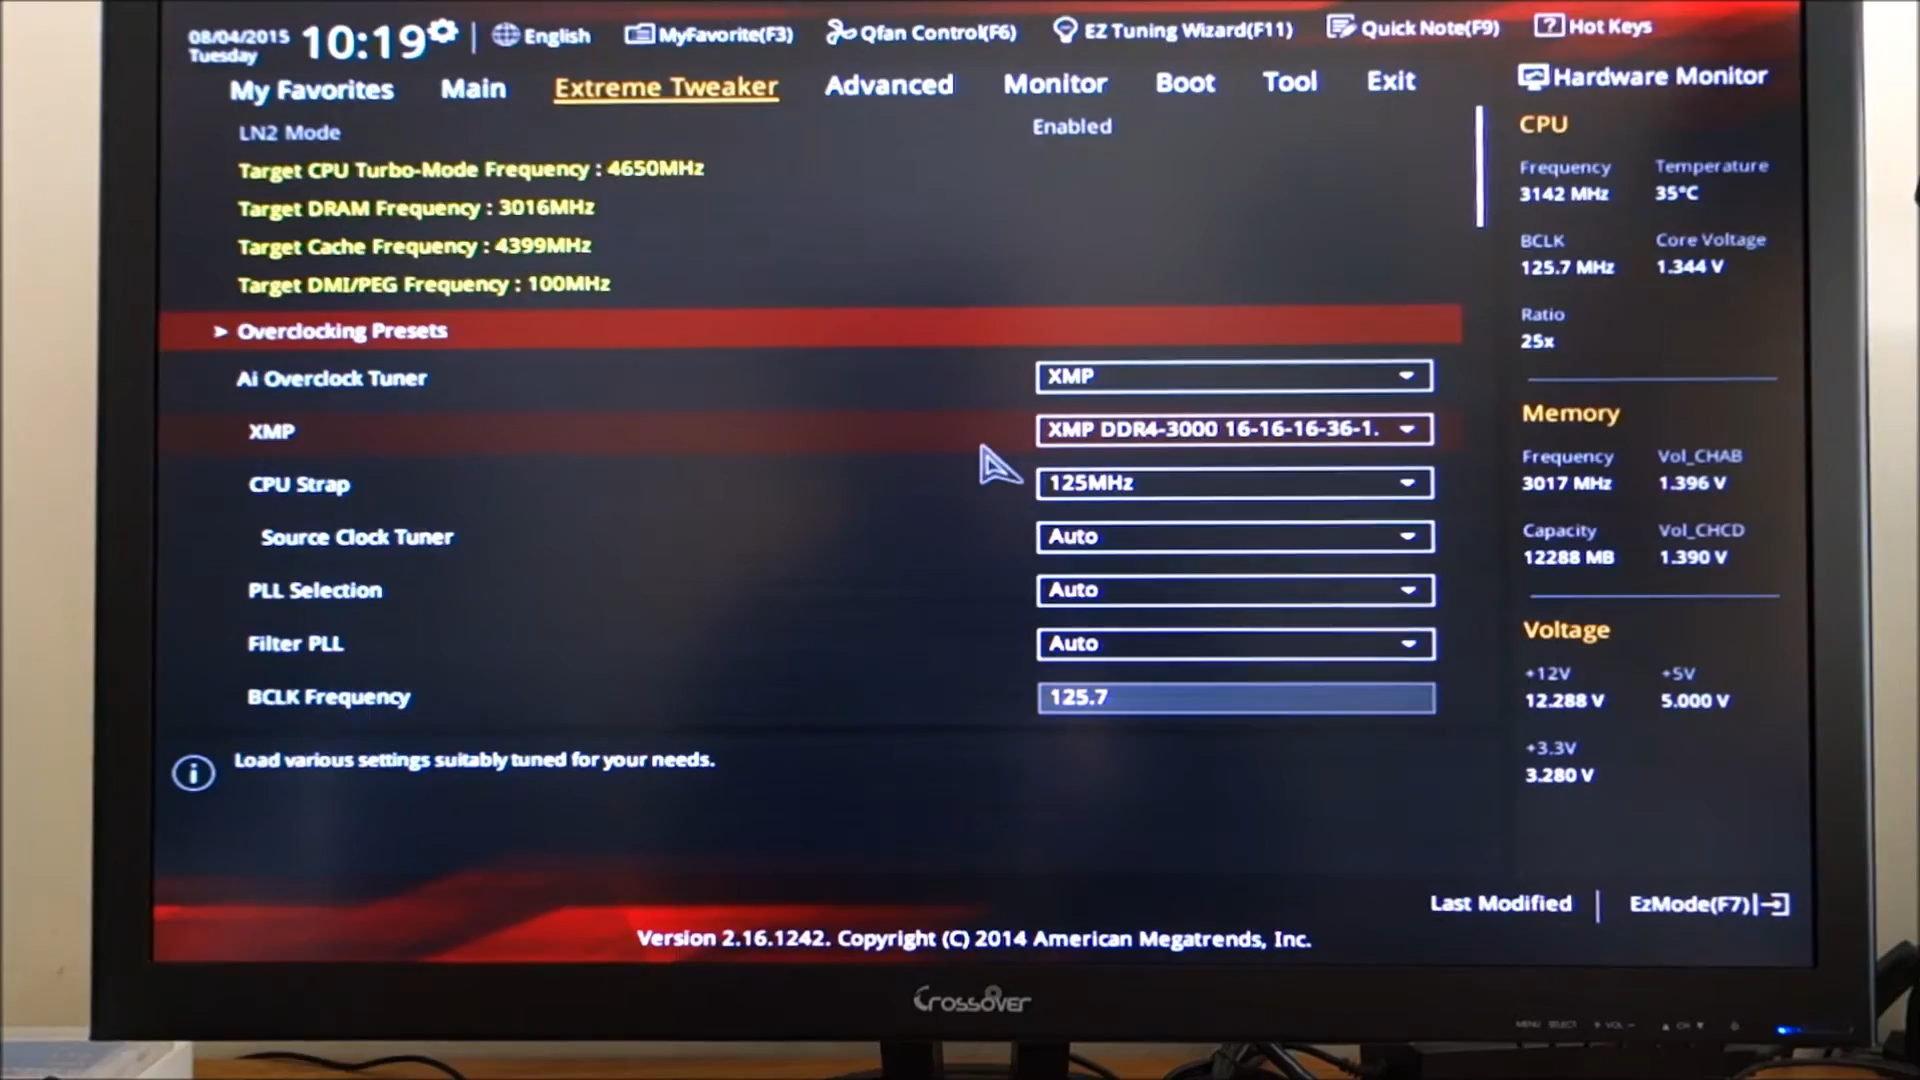 08/04/2015
Tuesday
10:19
English
MyFavorite(F3)
Qfan Control(F6)
EZ Tuning Wizard(F11)
Quick Note(F9)
? Hot Keys
My Favorites
Main
Extreme Tweaker
Advanced
Monitor
Boot
Tool
Exit
LN2 Mode
Enabled
Target CPU Turbo-Mode Frequency : 4650MHz
Target DRAM Frequency : 3016MHz
Target Cache Frequency : 4399MHz
Target DMI/PEG Frequency : 100MHz
> Overclocking Presets
Ai Overclock Tuner
XMP
XMP
XMP DDR4-3000 16-16-16-36-1.
CPU Strap
125MHz
Source Clock Tuner
Auto
PLL Selection
Auto
Filter PLL
Auto
BCLK Frequency
125.7
i
Load various settings suitably tuned for your needs.
Hardware Monitor
CPU
Frequency Temperature
3142 MHz 35°C
BCLK Core Voltage
125.7 MHz 1.344 V
Ratio
25x
Memory
Frequency Vol_CHAB
3017 MHz 1.396 V
Capacity Vol_CHCD
12288 MB 1.390 V
Voltage
+12V +5V
12.288 V 5.000 V
+3.3V
3.280 V
Last Modified
EzMode(F7)
Version 2.16.1242. Copyright (C) 2014 American Megatrends, Inc.
Crossover
MENU SELECT + VOL - ▲ CH ▼